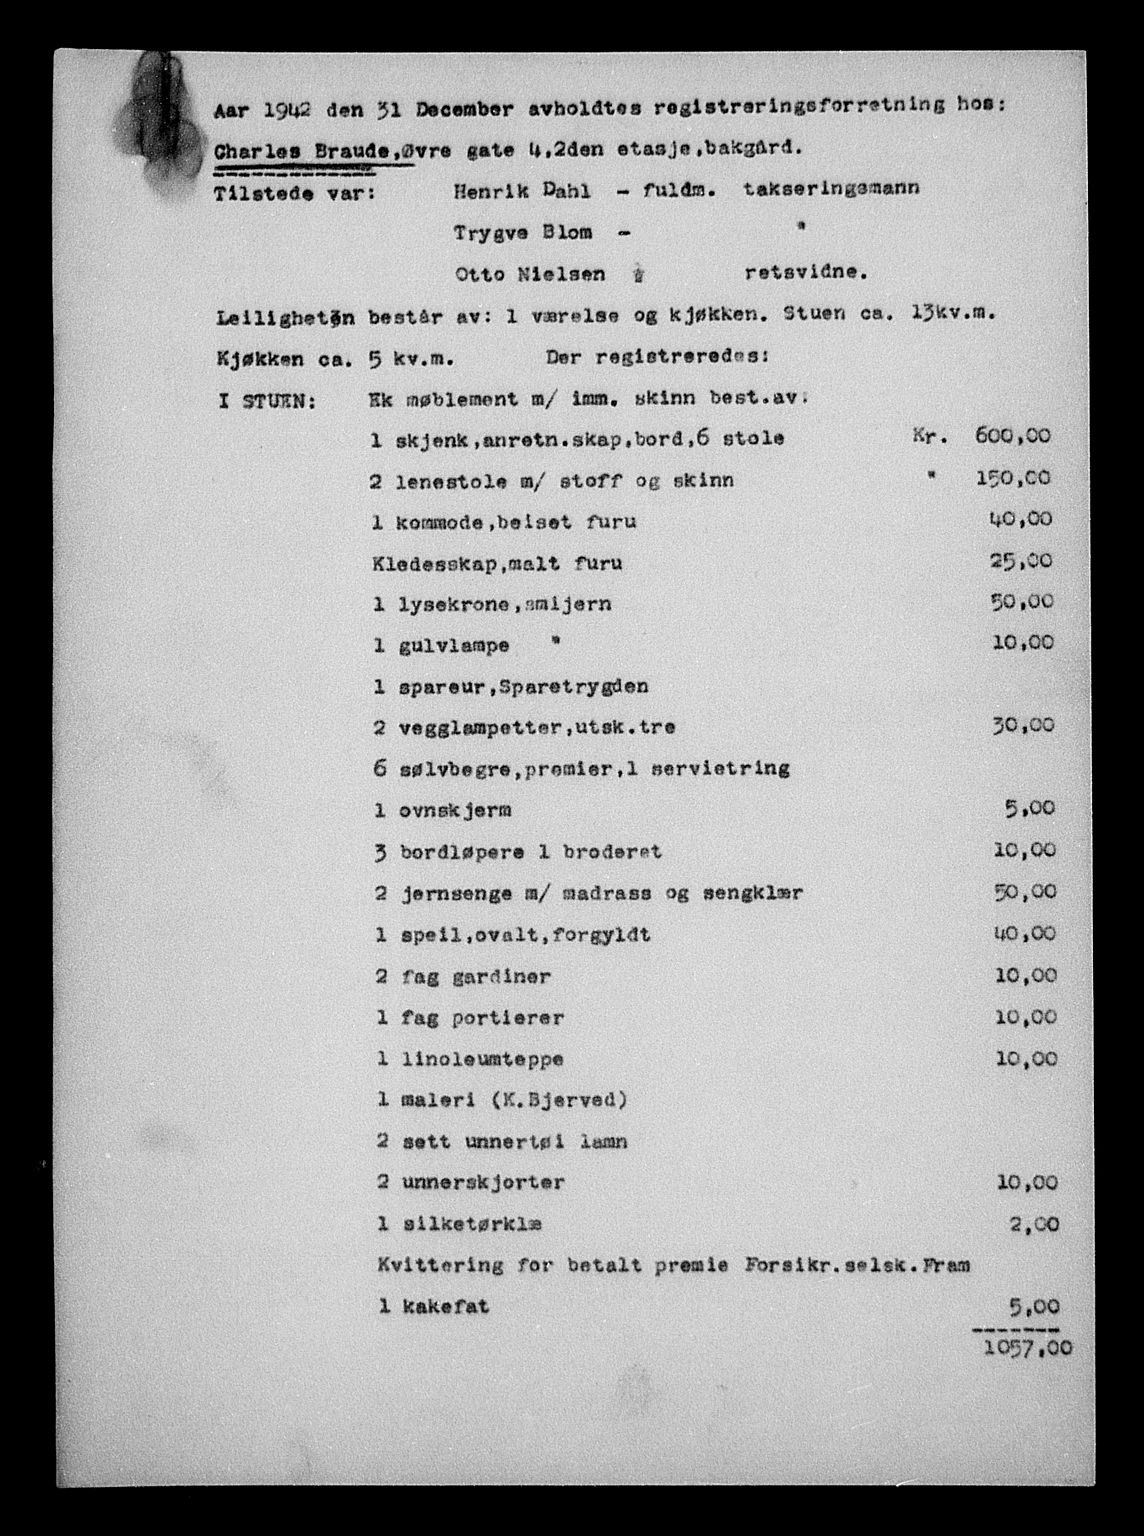 Aar 1942 den 31 December avholdtes registreringsforretning hos:
Charles Braude,Øvre gate 4,2den etasje,bakgård.
Tilstede var: Henrik Dahl - fuldm. takseringsmann
Trygve Blom - "
Otto Nielsen retsvidne.
Leiligheten består av: 1 værelse og kjøkken. Stuen ca. 13kv.m.
Kjøkken ca. 5 kv.m. Der registreredes:
I STUEN: Ek møblement m/ imm. skinn best.av:
1 skjenk,anretn.skap,bord,6 stole Kr. 600,00
2 lenestole m/ stoff og skinn " 150,00
1 kommode,beiset furu 40,00
Kledesskap,malt furu 25,00
1 lysekrone,smijern 50,00
1 gulvlampe " 10,00
1 spareur,Sparetrygden
2 vegglampetter,utsk.tre 30,00
6 sølvbegre,premier,1 servietring
1 ovnskjerm 5,00
3 bordløpere 1 broderet 10,00
2 jernsenge m/ madrass og sengklær 50,00
1 speil,ovalt,forgyldt 40,00
2 fag gardiner 10,00
1 fag portierer 10,00
1 linoleumteppe 10,00
1 maleri (K.Bjerved)
2 sett unnertøi lamn
2 unnerskjorter 10,00
1 silketørklæ 2,00
Kvittering for betalt premie Forsikr.selsk.Fram
1 kakefat 5,00
1057,00